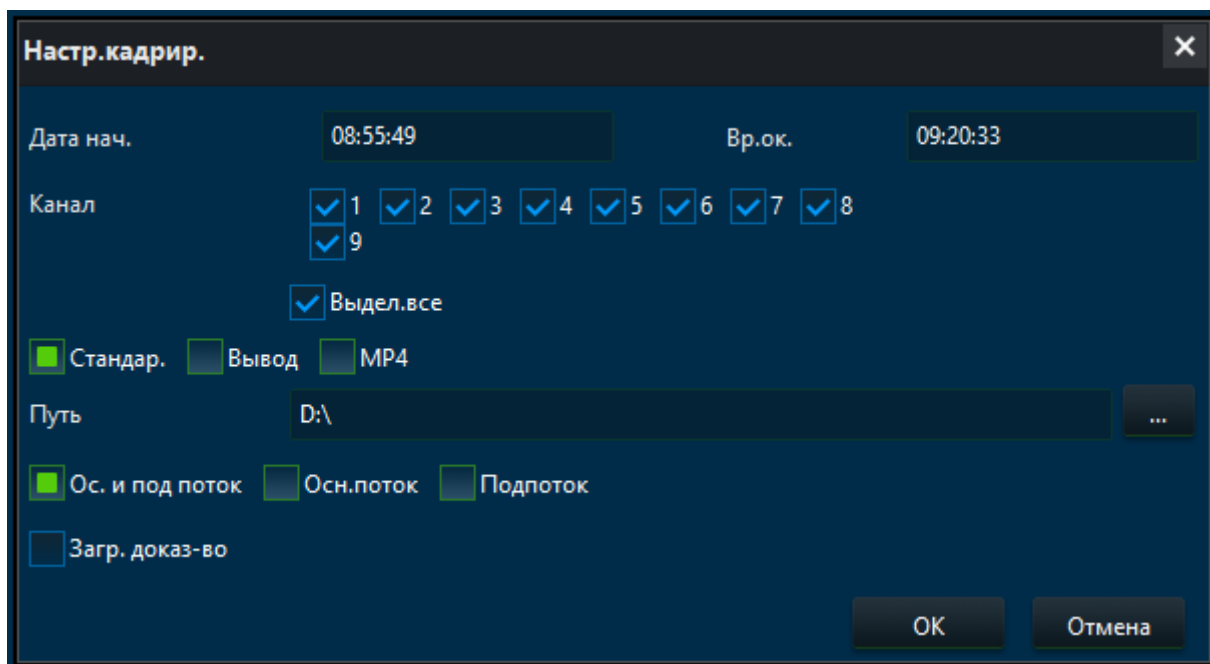 Настр.кадрир.
Дата нач. 08:55:49 Вр.ок. 09:20:33
Канал 1 2 3 4 5 6 7 8
9
Выдел.все
Стандар. Вывод MP4
Путь D:\ ...
Ос. и под поток Осн.поток Подпоток
Загр. доказ-во
OK Отмена